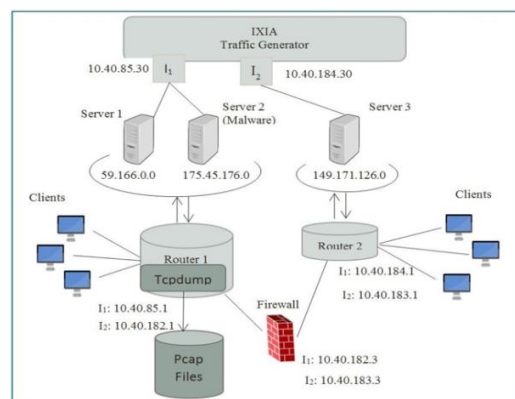 IXIA
Traffic Generator
10.40.85.30
I₁
I₂
10.40.184.30
Server 1
Server 2
(Malware)
Server 3
59.166.0.0
175.45.176.0
149.171.126.0
Clients
Clients
Router 1
Tcpdump
Router 2
I₁: 10.40.184.1
I₂: 10.40.183.1
Firewall
I₁: 10.40.85.1
I₂: 10.40.182.1
I₁: 10.40.182.3
I₂: 10.40.183.3
Pcap
Files